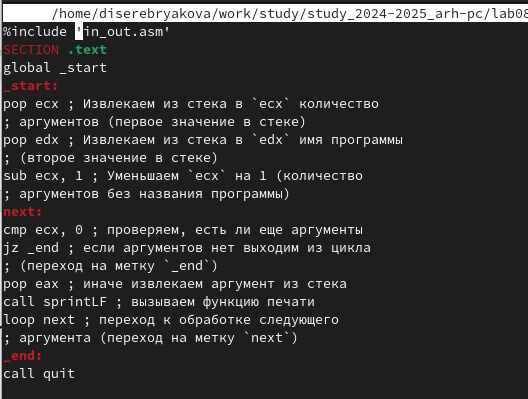 /home/diserebryakova/work/study/study_2024-2025_arh-pc/lab08
%include 'in_out.asm'
SECTION .text
global _start
_start:
pop ecx ; Извлекаем из стека в `ecx` количество
; аргументов (первое значение в стеке)
pop edx ; Извлекаем из стека в `edx` имя программы
; (второе значение в стеке)
sub ecx, 1 ; Уменьшаем `ecx` на 1 (количество
; аргументов без названия программы)
next:
cmp ecx, 0 ; проверяем, есть ли еще аргументы
jz _end ; если аргументов нет выходим из цикла
; (переход на метку `_end`)
pop eax ; иначе извлекаем аргумент из стека
call sprintLF ; вызываем функцию печати
loop next ; переход к обработке следующего
; аргумента (переход на метку `next`)
_end:
call quit